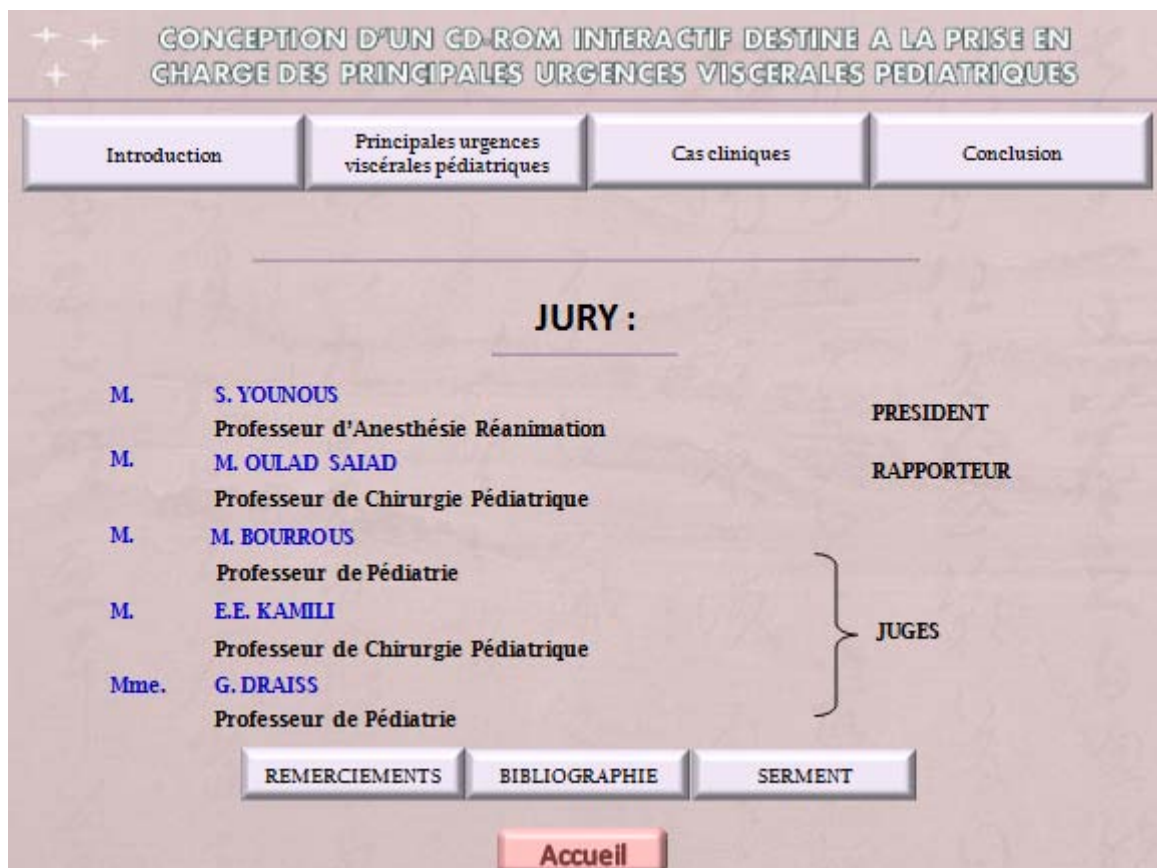 CONCEPTION D'UN CD-ROM INTERACTIF DESTINE A LA PRISE EN
CHARGE DES PRINCIPALES URGENCES VISCERALES PEDIATRIQUES
Introduction
Principales urgences
viscérales pédiatriques
Cas cliniques
Conclusion
JURY :
M. S. YOUNOUS
Professeur d'Anesthésie Réanimation
PRESIDENT
M. M. OULAD SAIAD
Professeur de Chirurgie Pédiatrique
RAPPORTEUR
M. M. BOURROUS
Professeur de Pédiatrie
M. E.E. KAMILI
Professeur de Chirurgie Pédiatrique
JUGES
Mme. G. DRAISS
Professeur de Pédiatrie
REMERCIEMENTS
BIBLIOGRAPHIE
SERMENT
Accueil